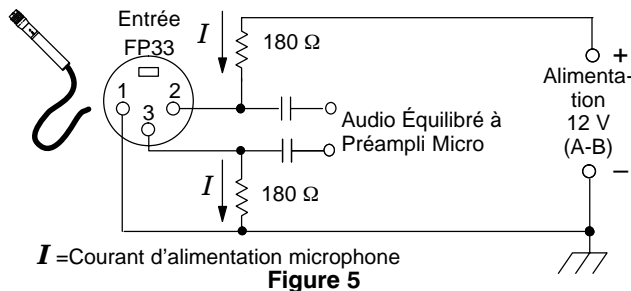 Entrée
FP33
1
2
3
I
180 Ω
I
180 Ω
Audio Équilibré à
Préampli Micro
+
Alimenta-
tion
12 V
(A-B)
–
I =Courant d'alimentation microphone
Figure 5